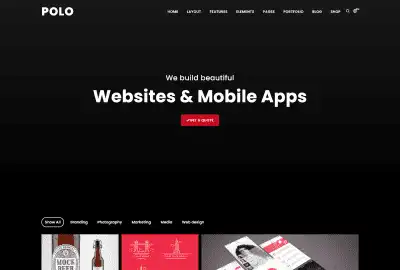 POLO
HOME LAYOUT FEATURES ELEMENTS PAGES PORTFOLIO BLOG SHOP
We build beautiful
Websites & Mobile Apps
GET A QUOTE
Show All Branding Photography Marketing Media Web design
MOCK
BEER